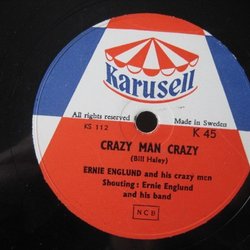 Karusell
All rights reserved
Made in Sweden
KS 112
K 45
CRAZY MAN CRAZY
(Bill Haley)
ERNIE ENGLUND and his crazy men
Shouting: Ernie Englund
and his band
NCB